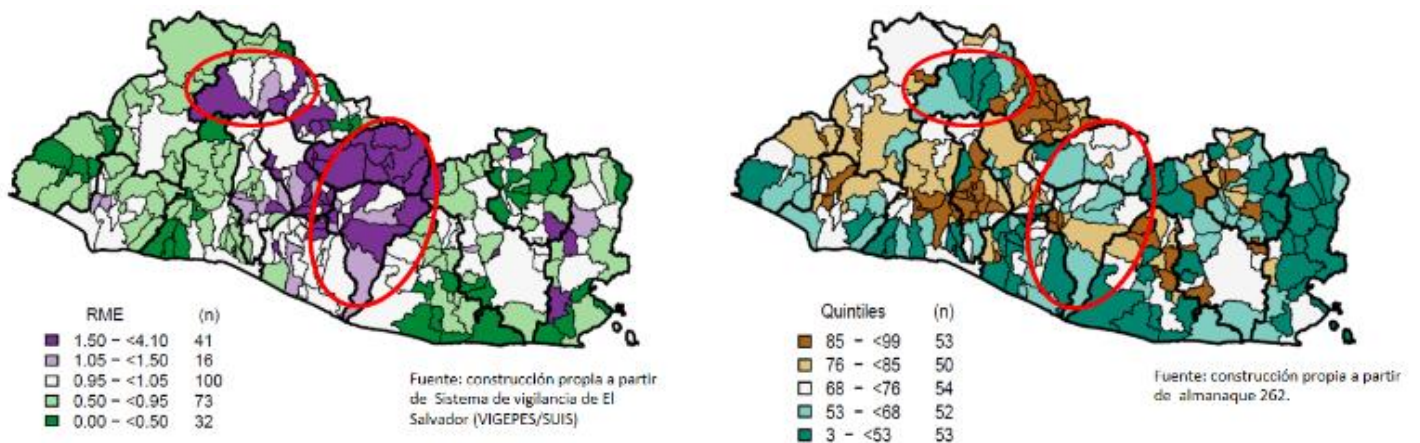 RME (n)
1.50 – <4.10 41
1.05 – <1.50 16
0.95 – <1.05 100
0.50 – <0.95 73
0.00 – <0.50 32
Fuente: construcción propia a partir
de Sistema de vigilancia de El
Salvador (VIGEPES/SUIS)
Quintiles (n)
85 – <99 53
76 – <85 50
68 – <76 54
53 – <68 52
3 – <53 53
Fuente: construcción propia a partir
de almanaque 262.